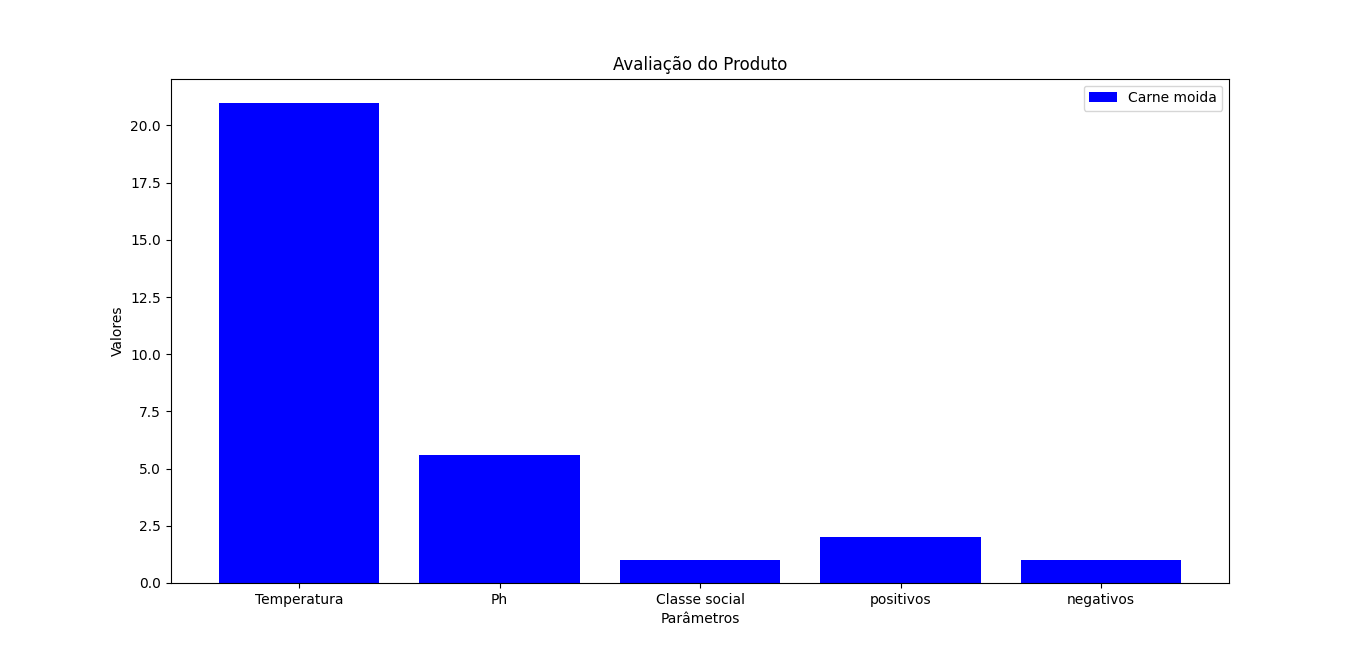 Avaliação do Produto
Carne moida
20.0
17.5
15.0
12.5
10.0
7.5
5.0
2.5
0.0
Valores
Temperatura
Ph
Classe social
positivos
negativos
Parâmetros